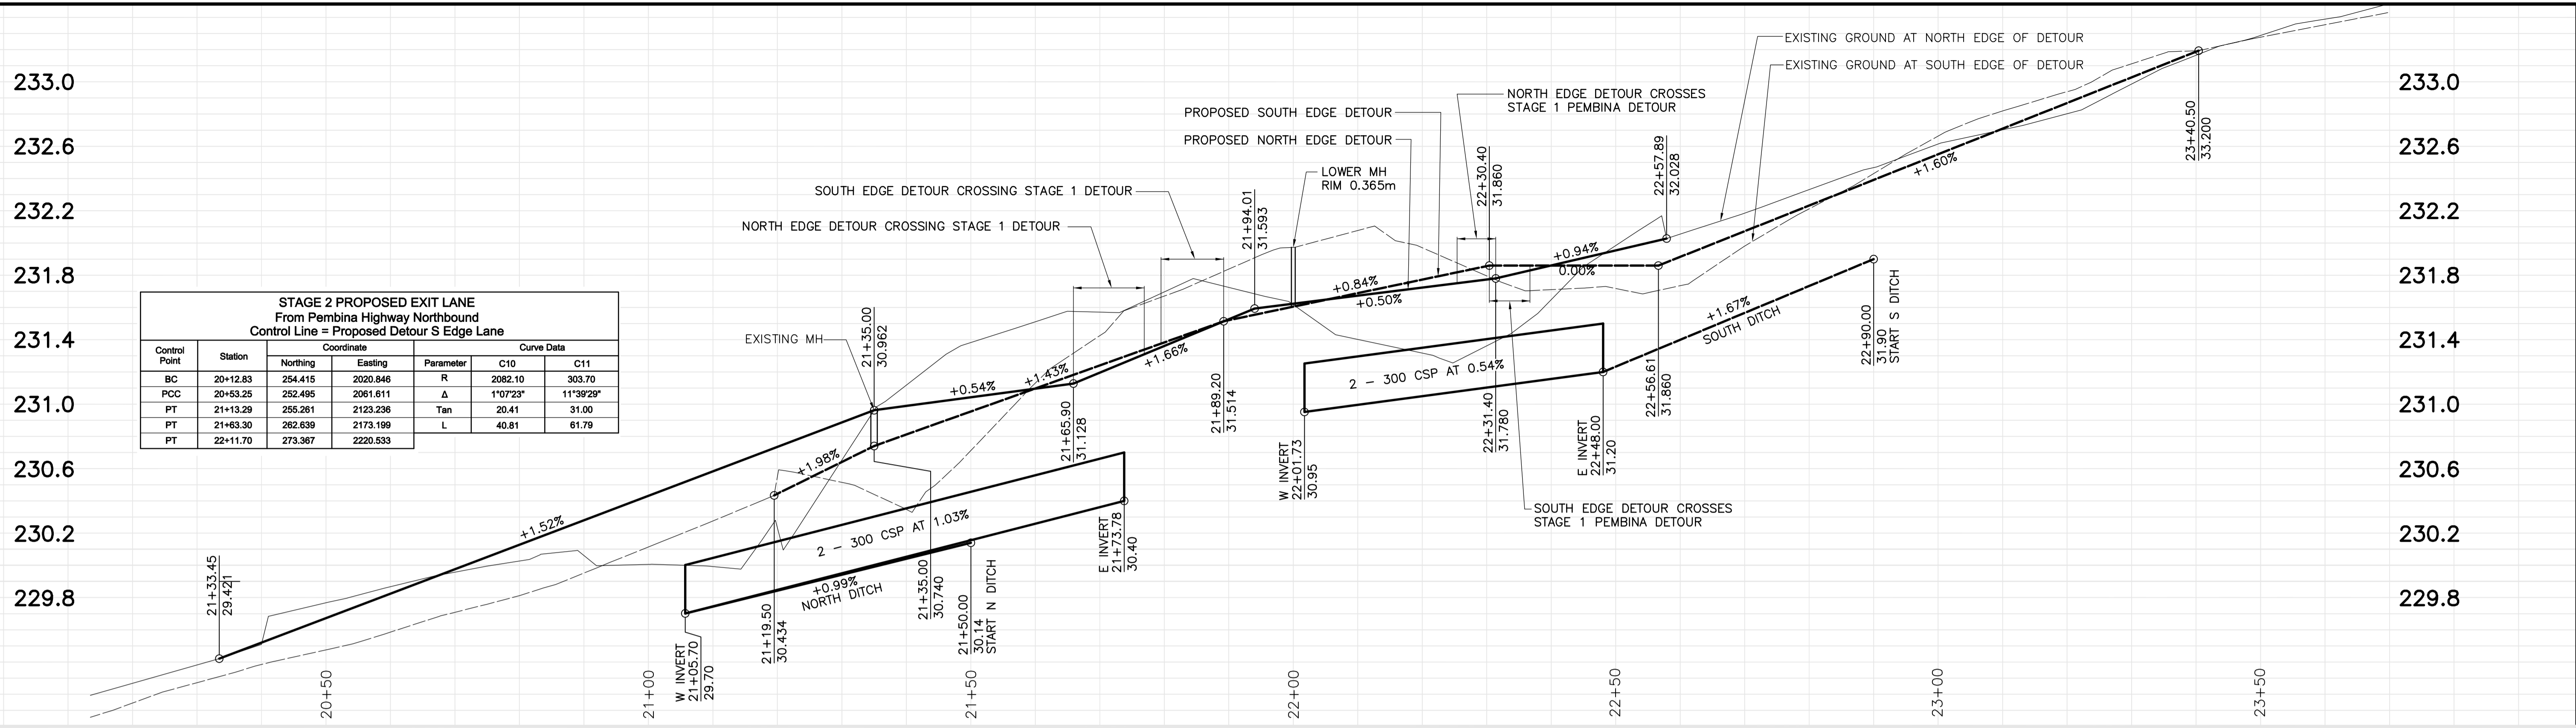 EXISTING GROUND AT NORTH EDGE OF DETOUR
EXISTING GROUND AT SOUTH EDGE OF DETOUR
233.0
233.0
NORTH EDGE DETOUR CROSSES
STAGE 1 PEMBINA DETOUR
PROPOSED SOUTH EDGE DETOUR
PROPOSED NORTH EDGE DETOUR
23+40.50
33.200
232.6
232.6
+1.60%
LOWER MH
RIM 0.365m
22+30.40
31.860
22+57.89
32.028
SOUTH EDGE DETOUR CROSSING STAGE 1 DETOUR
232.2
232.2
NORTH EDGE DETOUR CROSSING STAGE 1 DETOUR
21+94.01
31.593
+0.94%
0.00%
231.8
231.8
+0.84%
+0.50%
STAGE 2 PROPOSED EXIT LANE
From Pembina Highway Northbound
Control Line = Proposed Detour S Edge Lane
Control Point Station Coordinate Curve Data
Northing Easting Parameter C10 C11
BC 20+12.83 254.415 2020.846 R 2082.10 303.70
PCC 20+53.25 252.495 2061.611 Δ 1°07'23" 11°39'29"
PT 21+13.29 255.261 2123.236 Tan 20.41 31.00
PT 21+63.30 262.639 2173.199 L 40.81 61.79
PT 22+11.70 273.367 2220.533
EXISTING MH
21+35.00
30.962
+0.54%
+1.43%
+1.66%
231.4
231.4
+1.67%
SOUTH DITCH
22+90.00
31.90
START S DITCH
2 - 300 CSP AT 0.54%
231.0
231.0
21+65.90
31.128
21+89.20
31.514
22+31.40
31.780
22+56.61
31.860
W INVERT
22+01.73
30.95
E INVERT
22+48.00
31.20
230.6
230.6
+1.98%
+1.52%
2 - 300 CSP AT 1.03%
SOUTH EDGE DETOUR CROSSES
STAGE 1 PEMBINA DETOUR
230.2
230.2
E INVERT
21+73.78
30.40
+0.99%
NORTH DITCH
21+33.45
29.421
229.8
229.8
21+35.00
30.740
21+19.50
30.434
21+50.00
30.14
START N DITCH
W INVERT
21+05.70
29.70
20+50
21+00
21+50
22+00
22+50
23+00
23+50